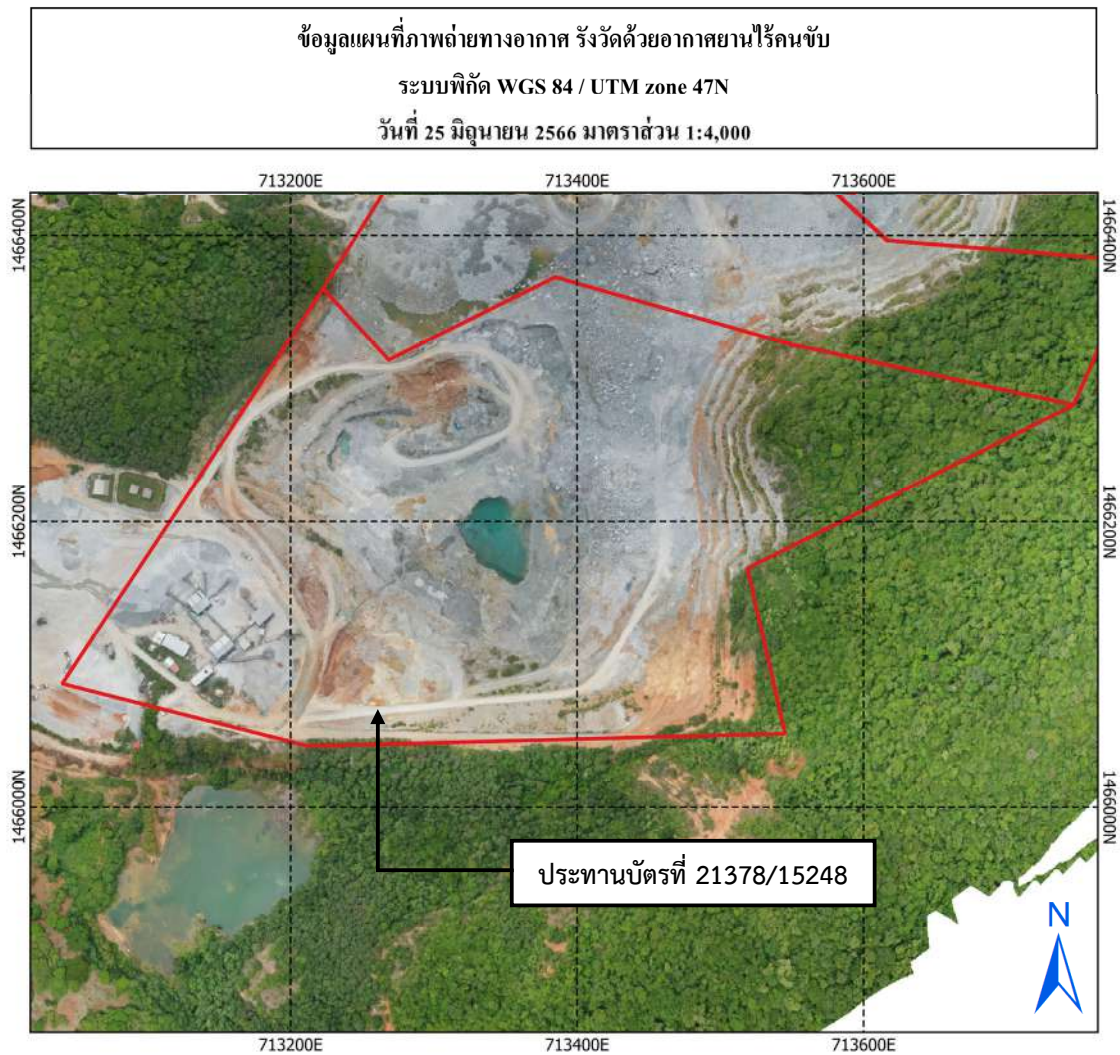 ข้อมูลแผนที่ภาพถ่ายทางอากาศ รังวัดด้วยอากาศยานไร้คนขับ
ระบบพิกัด WGS 84 / UTM zone 47N
วันที่ 25 มิถุนายน 2566 มาตราส่วน 1:4,000
713200E 713400E 713600E
1466400N 1466400N
1466200N 1466200N
1466000N 1466000N
ประทานบัตรที่ 21378/15248
N
713200E 713400E 713600E